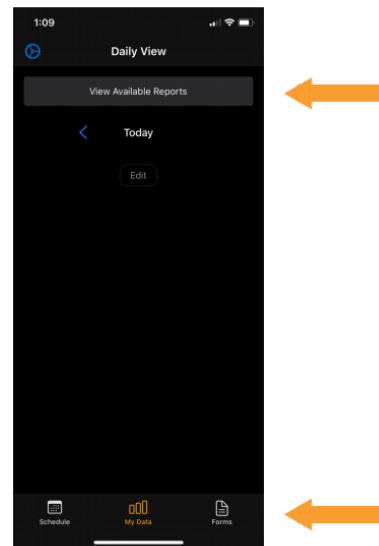 1:09
Daily View
View Available Reports
Today
Edit
Schedule
My Data
Forms